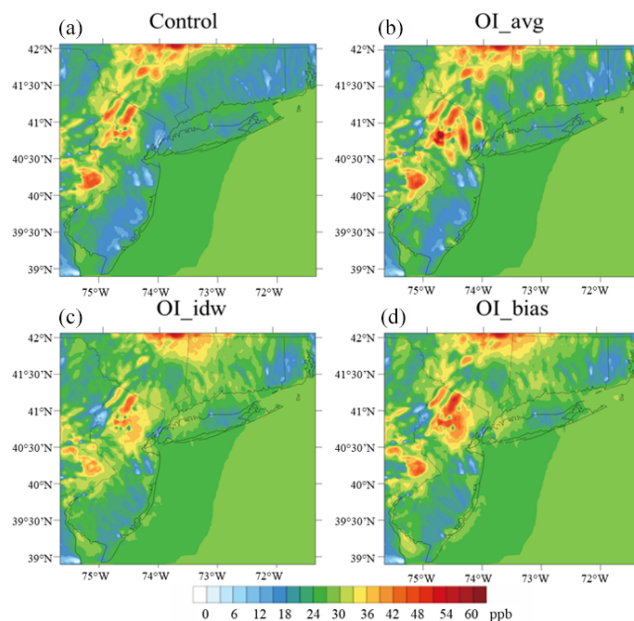 (a) Control
(b) OI_avg
42°N
41°30'N
41°N
40°30'N
40°N
39°30'N
39°N
75°W 74°W 73°W 72°W
42°N
41°30'N
41°N
40°30'N
40°N
39°30'N
39°N
75°W 74°W 73°W 72°W
(c) OI_idw
(d) OI_bias
42°N
41°30'N
41°N
40°30'N
40°N
39°30'N
39°N
75°W 74°W 73°W 72°W
42°N
41°30'N
41°N
40°30'N
40°N
39°30'N
39°N
75°W 74°W 73°W 72°W
0 6 12 18 24 30 36 42 48 54 60 ppb